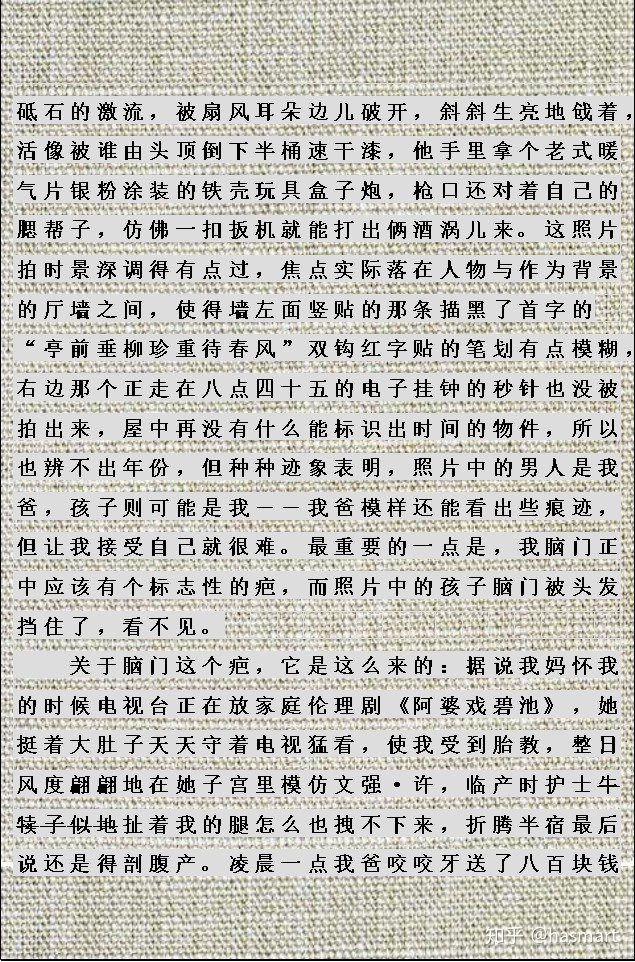 砥石的激流，被扇风耳朵边儿破开，斜斜生亮地戗着，
活像被谁由头顶倒下半桶速干漆，他手里拿个老式暖
气片银粉涂装的铁壳玩具盒子炮，枪口还对着自己的
腮帮子，仿佛一扣扳机就能打出俩酒涡儿来。这照片
拍时景深调得有点过，焦点实际落在人物与作为背景
的厅墙之间，使得墙左面竖贴的那条描黑了首字的
“亭前垂柳珍重待春风”双钩红字贴的笔划有点模糊，
右边那个正走在八点四十五的电子挂钟的秒针也没被
拍出来，屋中再没有什么能标识出时间的物件，所以
也辨不出年份，但种种迹象表明，照片中的男人是我
爸，孩子则可能是我－－我爸模样还能看出些痕迹，
但让我接受自己就很难。最重要的一点是，我脑门正
中应该有个标志性的疤，而照片中的孩子脑门被头发
挡住了，看不见。
关于脑门这个疤，它是这么来的：据说我妈怀我
的时候电视台正在放家庭伦理剧《阿婆戏碧池》，她
挺着大肚子天天守着电视猛看，使我受到胎教，整日
风度翩翩地在她子宫里模仿文强·许，临产时护士牛
犊子似地扯着我的腿怎么也拽不下来，折腾半宿最后
说还是得剖腹产。凌晨一点我爸咬咬牙送了八百块钱
知乎 @hasmart